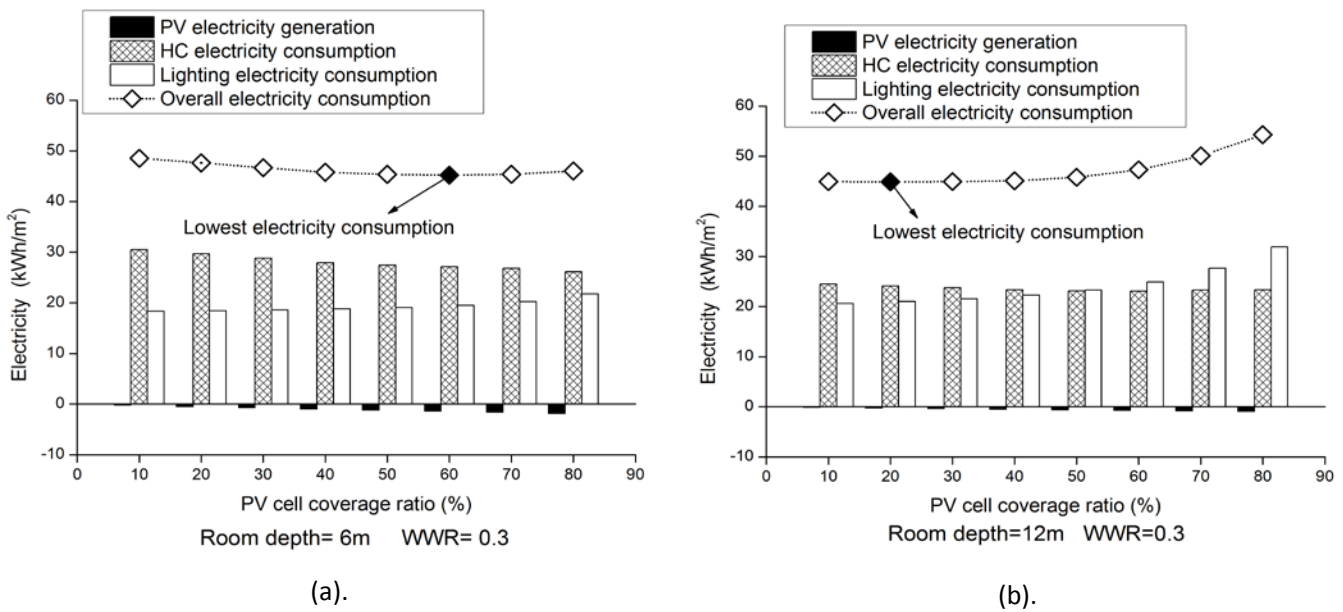 PV electricity generation
HC electricity consumption
Lighting electricity consumption
Overall electricity consumption
60
50
40
30
20
10
0
-10
Electricity (kWh/m²)
Lowest electricity consumption
0 10 20 30 40 50 60 70 80 90
PV cell coverage ratio (%)
Room depth= 6m WWR= 0.3
(a).
PV electricity generation
HC electricity consumption
Lighting electricity consumption
Overall electricity consumption
60
50
40
30
20
10
0
-10
Electricity (kWh/m²)
Lowest electricity consumption
0 10 20 30 40 50 60 70 80 90
PV cell coverage ratio (%)
Room depth=12m WWR=0.3
(b).